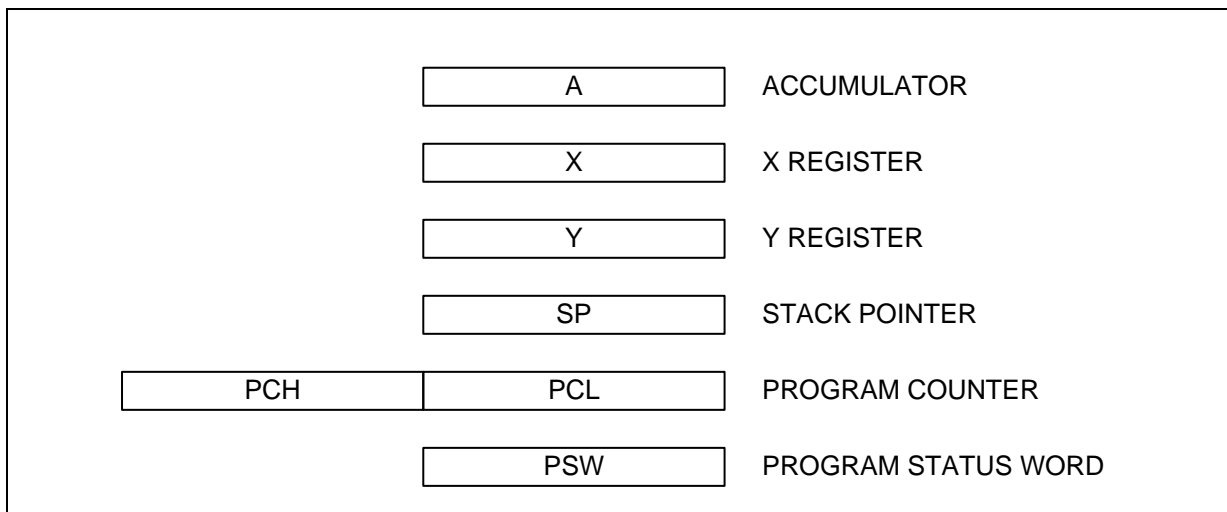 A ACCUMULATOR
X X REGISTER
Y Y REGISTER
SP STACK POINTER
PCH PCL PROGRAM COUNTER
PSW PROGRAM STATUS WORD